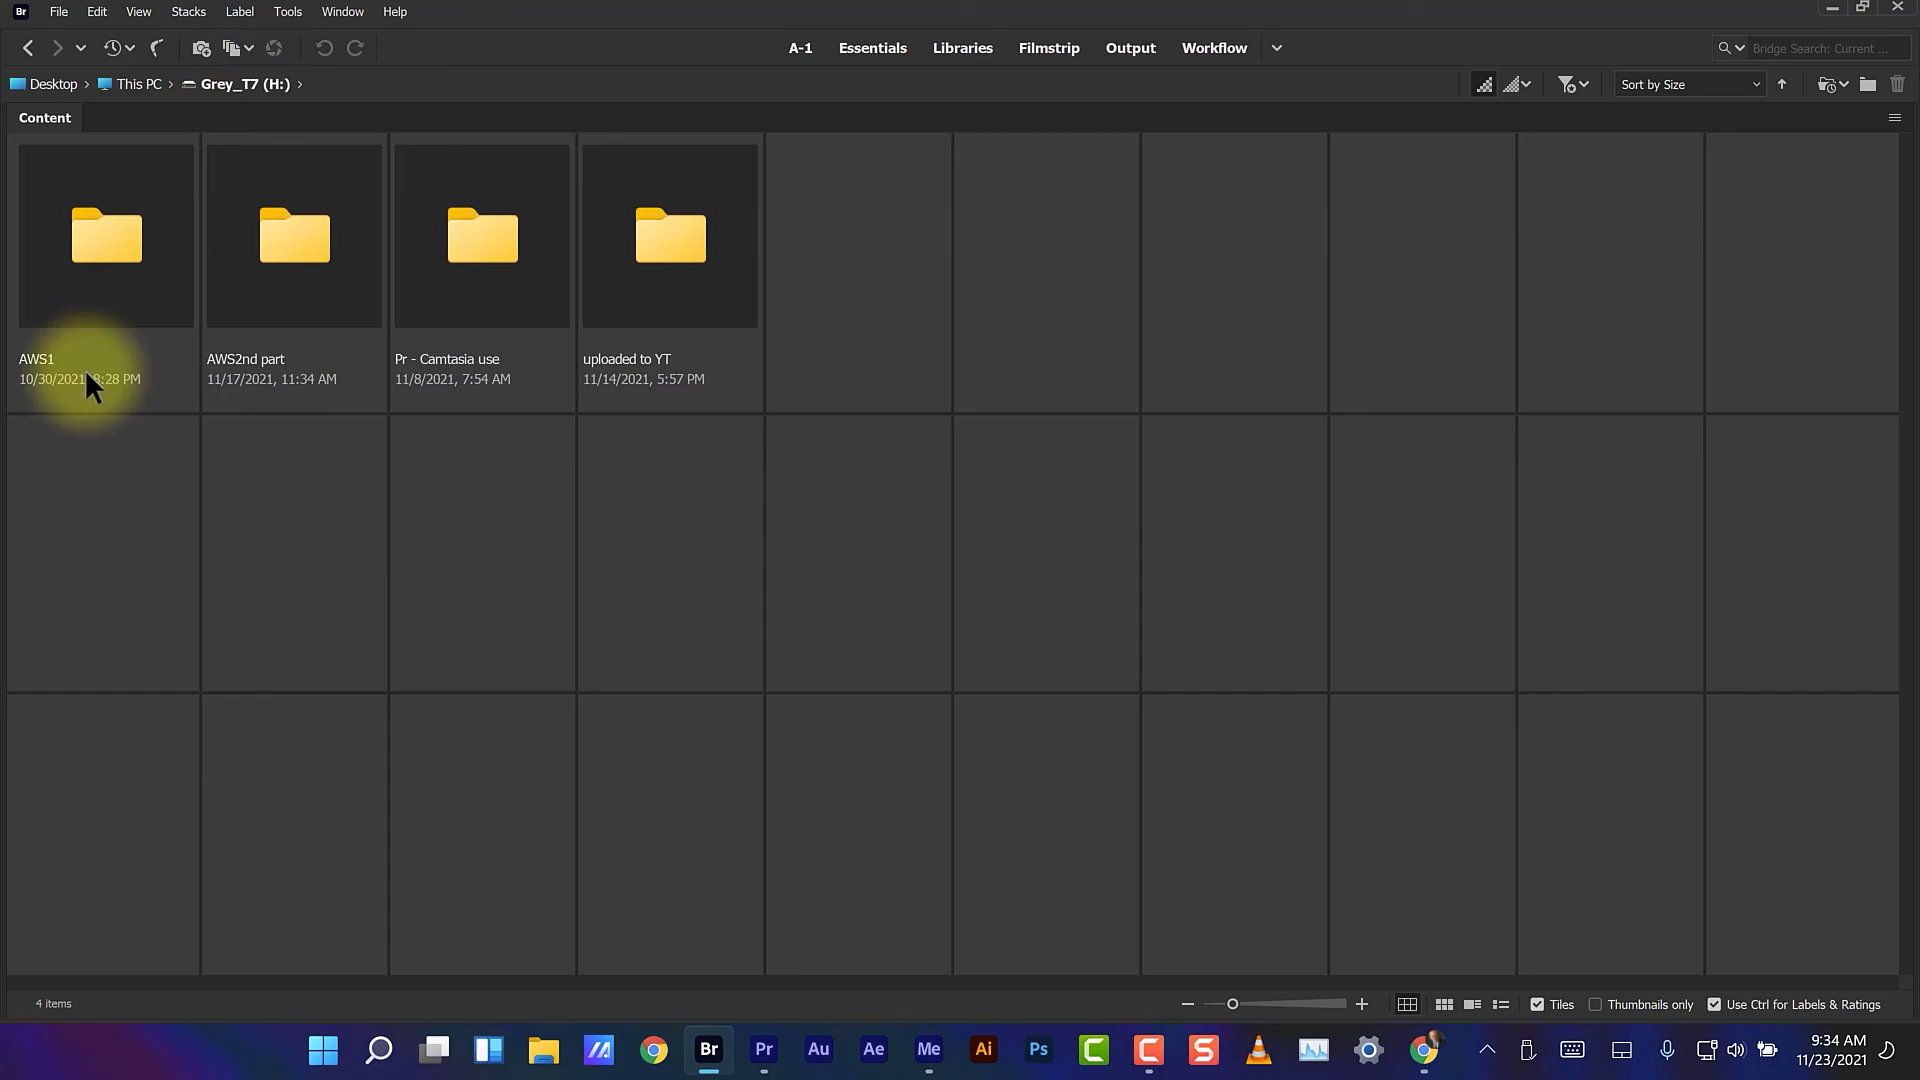 Br File Edit View Stacks Label Tools Window Help
A-1 Essentials Libraries Filmstrip Output Workflow
Bridge Search: Current ...
Desktop This PC Grey_T7 (H:)
Sort by Size
Content
AWS1
10/30/2021, 8:28 PM
AWS2nd part
11/17/2021, 11:34 AM
Pr - Camtasia use
11/8/2021, 7:54 AM
uploaded to YT
11/14/2021, 5:57 PM
4 items
Tiles Thumbnails only Use Ctrl for Labels & Ratings
Br Pr Au Ae Me Ai Ps C C S
9:34 AM
11/23/2021